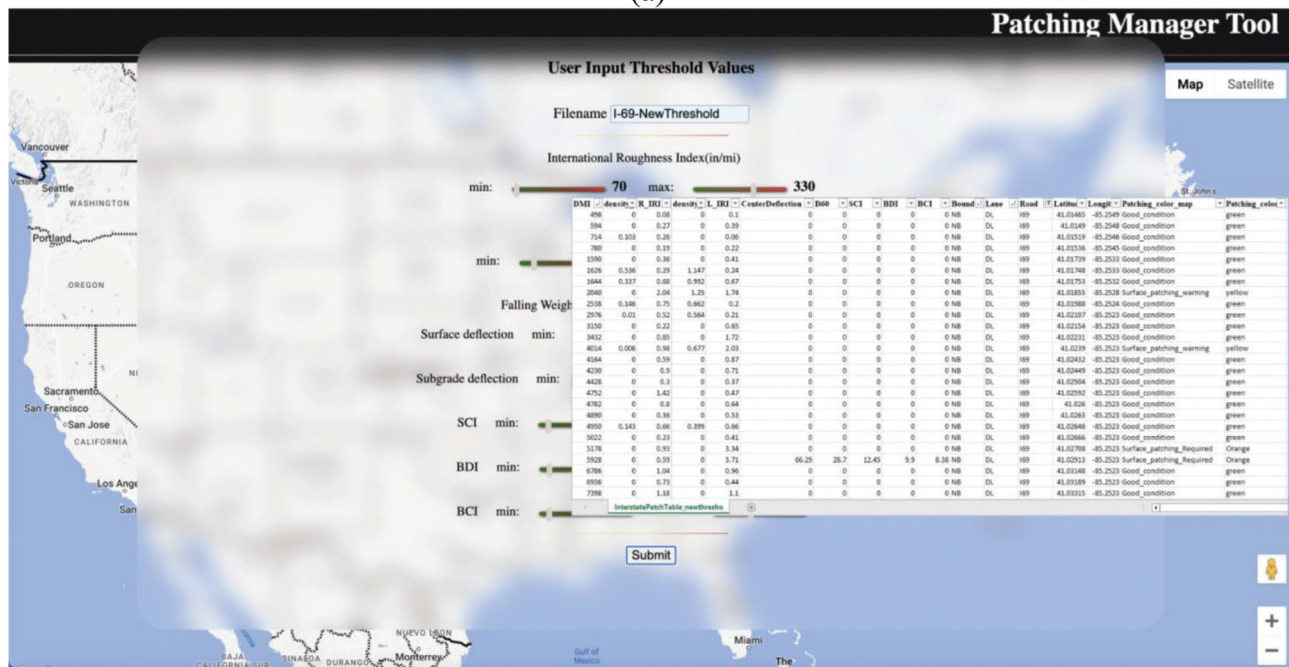 (a)
Patching Manager Tool
User Input Threshold Values
Map Satellite
Filename I-69-NewThreshold
International Roughness Index(in/mi)
min: 70 max: 330
min:
Falling Weigh
Surface deflection min:
Subgrade deflection min:
SCI min:
BDI min:
BCI min:
Submit
DMI density R_IRI density L_IRI CenterDeflection D60 SCI BDI BCI Bound Lane Road Latitu Longit Patching_color_map Patching_color
498 0 0.08 0 0.1 0 0 0 0 0 NB DL I69 41.01465 -85.2549 Good_condition green
594 0 0.27 0 0.39 0 0 0 0 0 NB DL I69 41.0149 -85.2548 Good_condition green
714 0.103 0.26 0 0.06 0 0 0 0 0 NB DL I69 41.01519 -85.2546 Good_condition green
780 0 0.19 0 0.22 0 0 0 0 0 NB DL I69 41.01536 -85.2545 Good_condition green
1590 0 0.36 0 0.41 0 0 0 0 0 NB DL I69 41.01739 -85.2533 Good_condition green
1626 0.536 0.29 1.147 0.24 0 0 0 0 0 NB DL I69 41.01748 -85.2533 Good_condition green
1644 0.337 0.68 0.992 0.67 0 0 0 0 0 NB DL I69 41.01753 -85.2532 Good_condition green
2040 0 2.04 1.25 1.74 0 0 0 0 0 NB DL I69 41.01855 -85.2528 Surface_patching_warning yellow
2538 0.146 0.75 0.662 0.2 0 0 0 0 0 NB DL I69 41.01988 -85.2524 Good_condition green
2976 0.01 0.52 0.564 0.21 0 0 0 0 0 NB DL I69 41.02107 -85.2523 Good_condition green
3150 0 0.22 0 0.65 0 0 0 0 0 NB DL I69 41.02154 -85.2523 Good_condition green
3432 0 0.85 0 1.72 0 0 0 0 0 NB DL I69 41.02231 -85.2523 Good_condition green
4014 0.006 0.98 0.677 2.03 0 0 0 0 0 NB DL I69 41.0239 -85.2523 Surface_patching_warning yellow
4164 0 0.59 0 0.87 0 0 0 0 0 NB DL I69 41.02432 -85.2523 Good_condition green
4230 0 0.9 0 0.71 0 0 0 0 0 NB DL I69 41.02449 -85.2523 Good_condition green
4428 0 0.3 0 0.37 0 0 0 0 0 NB DL I69 41.02504 -85.2523 Good_condition green
4752 0 1.42 0 0.47 0 0 0 0 0 NB DL I69 41.02592 -85.2523 Good_condition green
4782 0 0.8 0 0.64 0 0 0 0 0 NB DL I69 41.026 -85.2523 Good_condition green
4890 0 0.36 0 0.53 0 0 0 0 0 NB DL I69 41.0263 -85.2523 Good_condition green
4950 0.143 0.66 0.399 0.66 0 0 0 0 0 NB DL I69 41.02646 -85.2523 Good_condition green
5022 0 0.23 0 0.41 0 0 0 0 0 NB DL I69 41.02666 -85.2523 Good_condition green
5178 0 0.93 0 3.34 0 0 0 0 0 NB DL I69 41.02708 -85.2523 Surface_patching_Required Orange
5928 0 0.59 0 3.71 66.29 28.7 12.45 9.9 8.38 NB DL I69 41.02913 -85.2523 Surface_patching_Required Orange
6786 0 1.04 0 0.96 0 0 0 0 0 NB DL I69 41.03148 -85.2523 Good_condition green
6936 0 0.73 0 0.44 0 0 0 0 0 NB DL I69 41.03189 -85.2523 Good_condition green
7398 0 1.18 0 1.1 0 0 0 0 0 NB DL I69 41.03315 -85.2523 Good_condition green
InterstatePatchTable_newthresho
Vancouver
Victoria
Seattle
WASHINGTON
Portland
OREGON
Sacramento
San Francisco
San Jose
CALIFORNIA
Los Ange
San
St. John's
BAJA
CALIFORNIA SUR
SINALOA
DURANGO
NUEVO LEON
Monterrey
Gulf of
Mexico
Miami
The